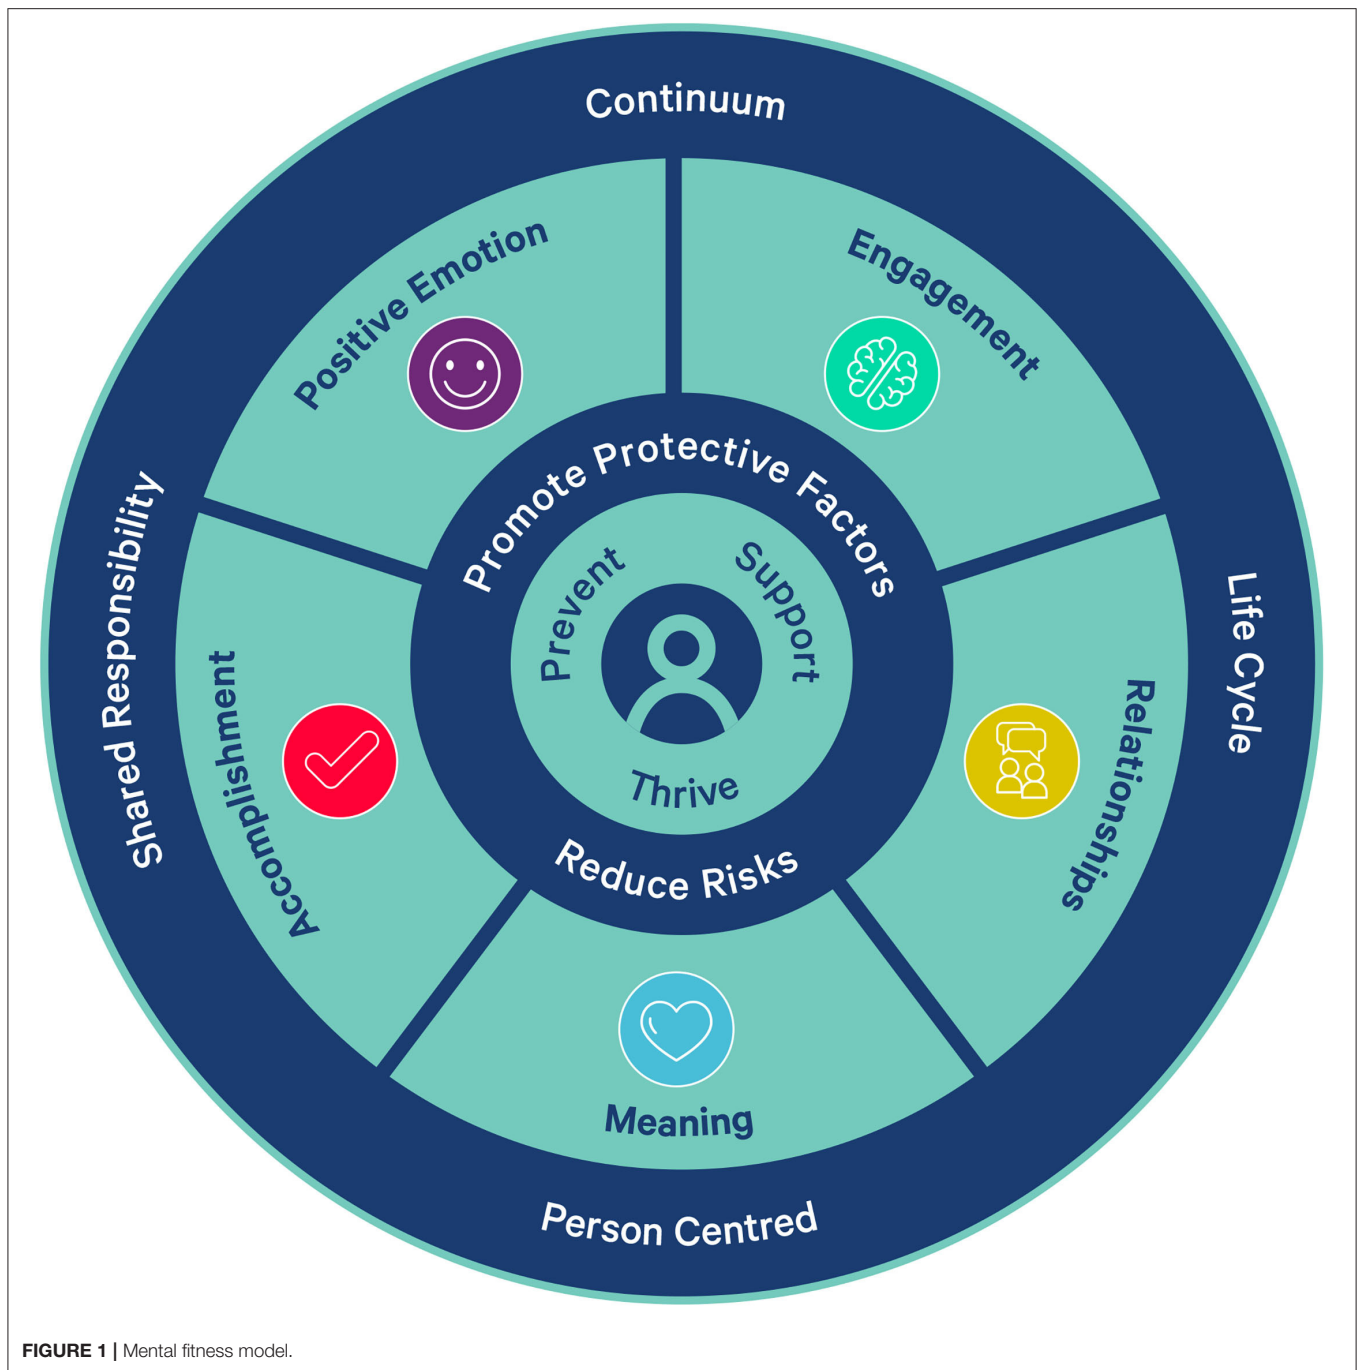 Continuum
Positive Emotion
Engagement
Promote Protective Factors
Prevent
Support
Thrive
Reduce Risks
Shared Responsibility
Life Cycle
Accomplishment
Relationships
Meaning
Person Centred
FIGURE 1 | Mental fitness model.